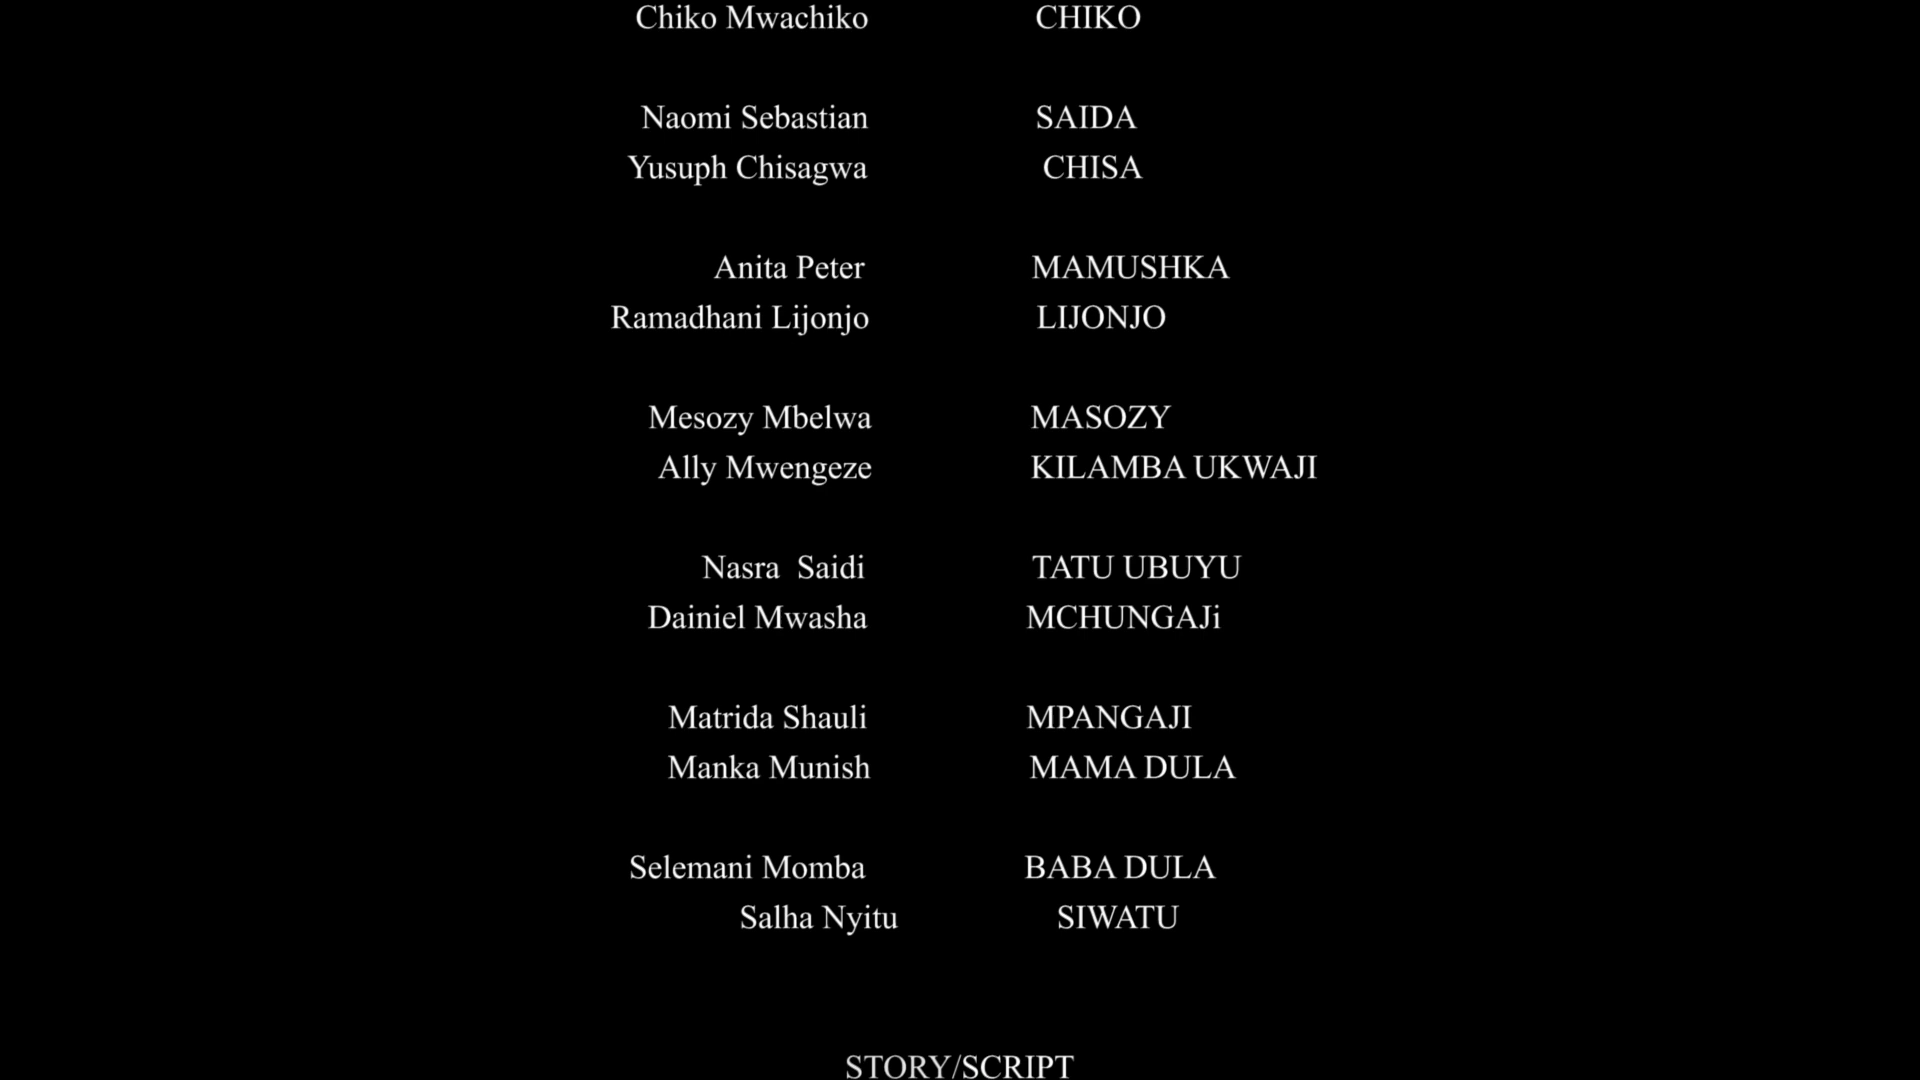 Chiko Mwachiko CHIKO
Naomi Sebastian SAIDA
Yusuph Chisagwa CHISA
Anita Peter MAMUSHKA
Ramadhani Lijonjo LIJONJO
Mesozy Mbelwa MASOZY
Ally Mwengeze KILAMBA UKWAJI
Nasra Saidi TATU UBUYU
Dainiel Mwasha MCHUNGAJi
Matrida Shauli MPANGAJI
Manka Munish MAMA DULA
Selemani Momba BABA DULA
Salha Nyitu SIWATU
STORY/SCRIPT